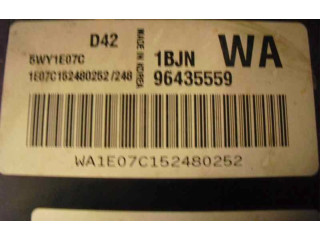 D42 MADE IN KOREA 1BJN WA
5WY1E07C
1E07C152480252 /248 96435559
WA1E07C152480252